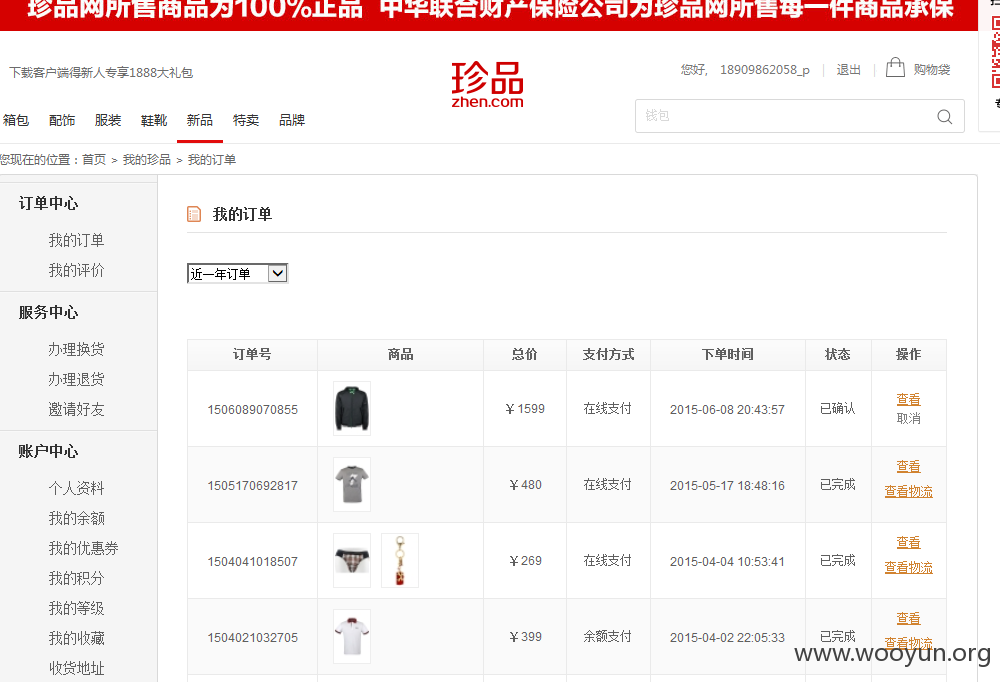 珍品网所售商品为100%正品 中华联合财产保险公司为珍品网所售每一件商品承保
下载客户端得新人专享1888大礼包
珍品
zhen.com
您好, 18909862058_p 退出 购物袋
箱包 配饰 服装 鞋靴 新品 特卖 品牌
钱包
您现在的位置：首页 > 我的珍品 > 我的订单
订单中心
我的订单
我的评价
服务中心
办理换货
办理退货
邀请好友
账户中心
个人资料
我的余额
我的优惠券
我的积分
我的等级
我的收藏
收货地址
我的订单
近一年订单
订单号 商品 总价 支付方式 下单时间 状态 操作
1506089070855 ￥1599 在线支付 2015-06-08 20:43:57 已确认 查看
取消
1505170692817 ￥480 在线支付 2015-05-17 18:48:16 已完成 查看
查看物流
1504041018507 ￥269 在线支付 2015-04-04 10:53:41 已完成 查看
查看物流
1504021032705 ￥399 余额支付 2015-04-02 22:05:33 已完成 查看
查看物流
www.wooyun.org